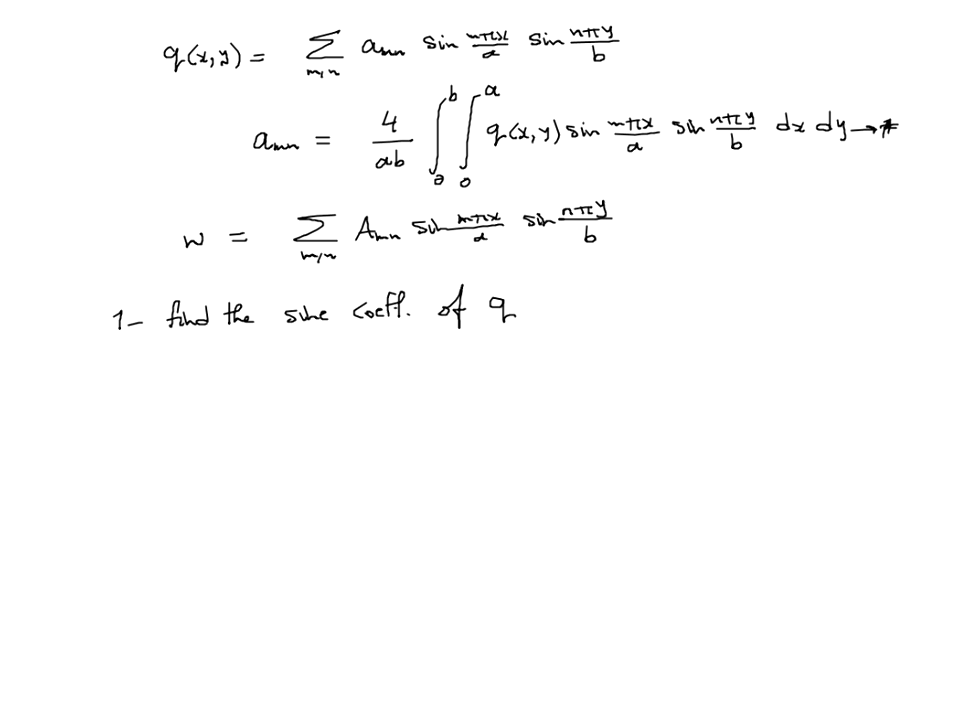 q(x,y) = Σ_{m,n} a_{mn} sin mπx/a sin nπy/b
a_{mn} = 4/ab ∫_0^b ∫_0^a q(x,y) sin mπx/a sin nπy/b dx dy → *
w = Σ_{m,n} A_{mn} sin mπx/a sin nπy/b
1- find the sine coeff. of q